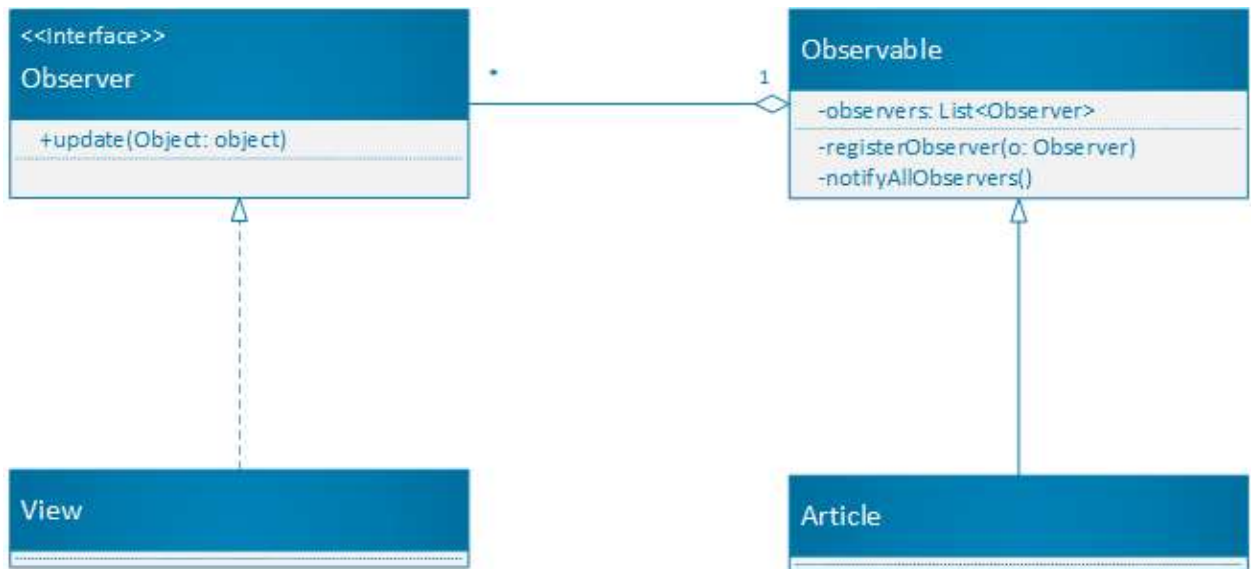 <<Interface>>
Observer
+update(Object: object)
*
1
Observable
-observers: List<Observer>
-registerObserver(o: Observer)
-notifyAllObservers()
View
Article